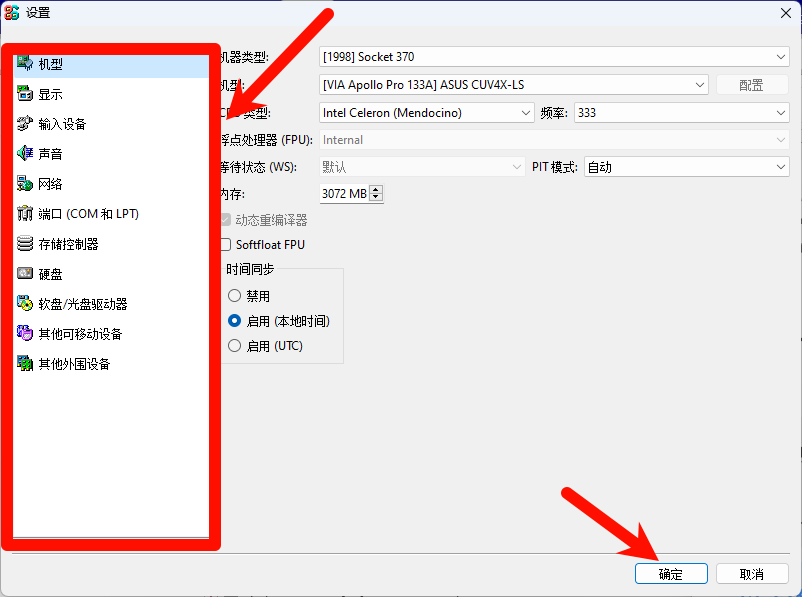 设置
机型
显示
输入设备
声音
网络
端口 (COM 和 LPT)
存储控制器
硬盘
软盘/光盘驱动器
其他可移动设备
其他外围设备
机器类型:
[1998] Socket 370
机型:
[VIA Apollo Pro 133A] ASUS CUV4X-LS
配置
类型:
Intel Celeron (Mendocino)
频率:
333
浮点处理器 (FPU):
Internal
等待状态 (WS):
默认
PIT 模式:
自动
内存:
3072 MB
动态重编译器
Softfloat FPU
时间同步
禁用
启用 (本地时间)
启用 (UTC)
确定
取消